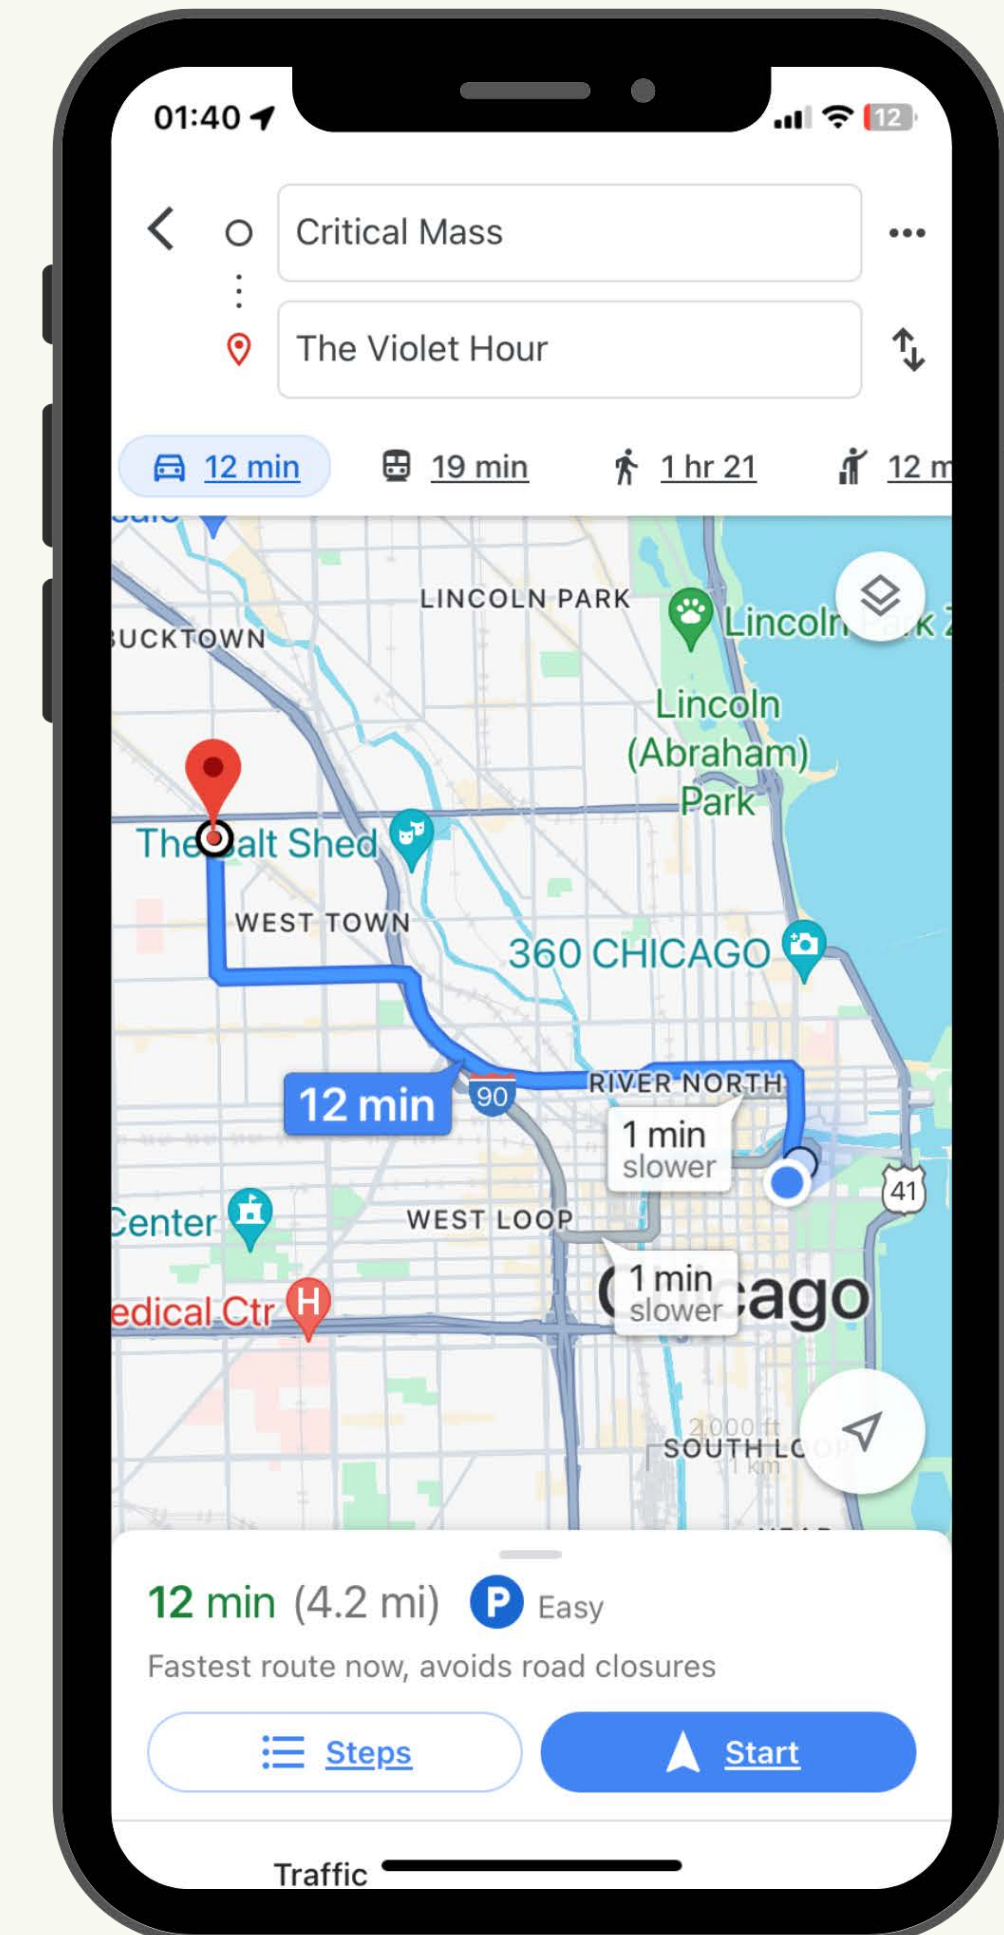 01:40
12
Critical Mass
The Violet Hour
12 min
19 min
1 hr 21
12 m
LINCOLN PARK
BUCKTOWN
Lincoln
Lincoln
(Abraham)
Park
The Salt Shed
WEST TOWN
360 CHICAGO
RIVER NORTH
12 min
90
1 min
slower
41
Center
WEST LOOP
1 min
slower
Chicago
edical Ctr
H
2,000 ft
SOUTH LOOP
1 km
12 min (4.2 mi) P Easy
Fastest route now, avoids road closures
Steps
Start
Traffic